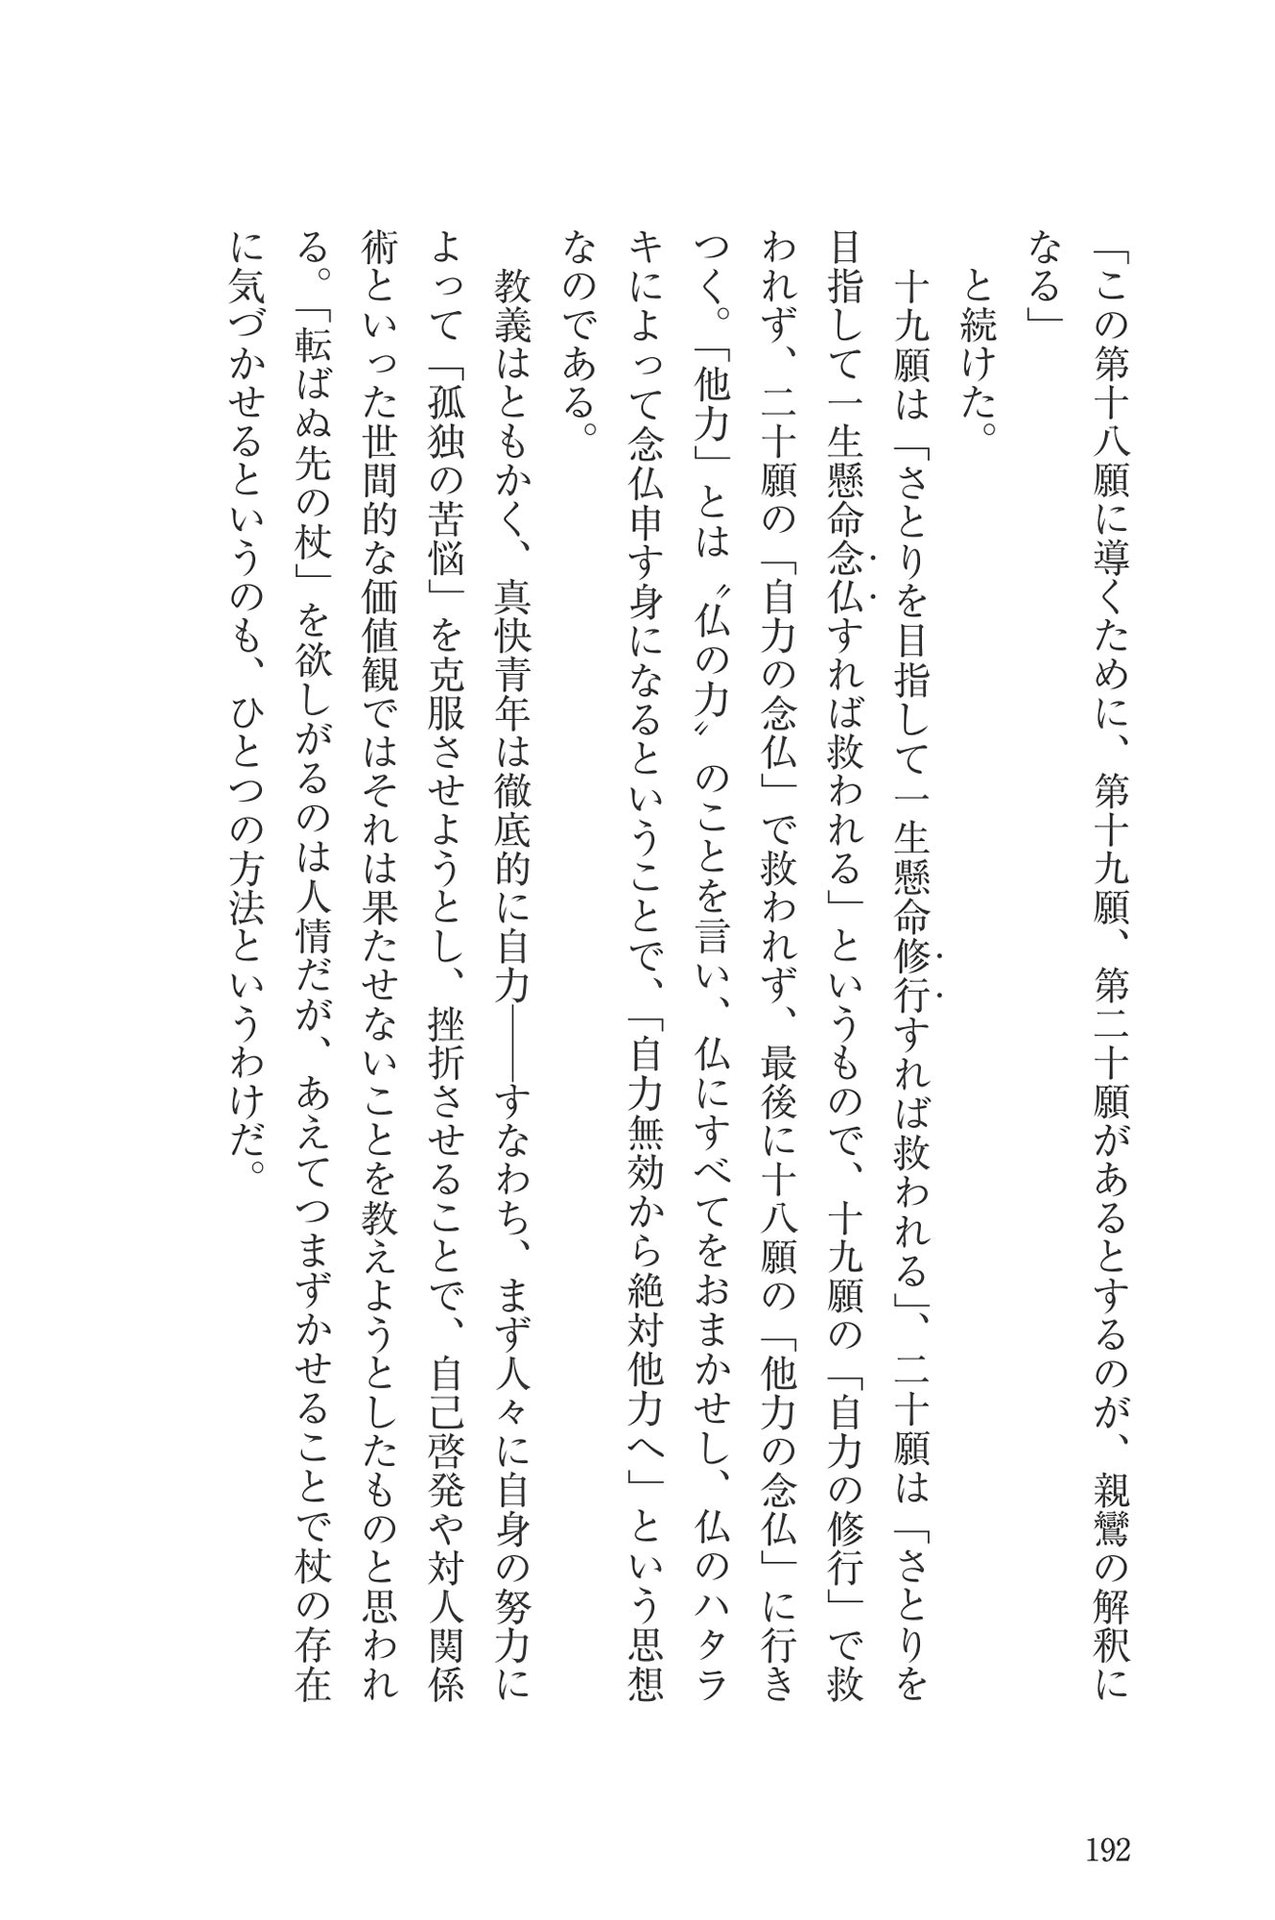 「この第十八願に導くために、第十九願、第二十願があるとするのが、親鸞の解釈に
なる」
　と続けた。
　十九願は「さとりを目指して一生懸命修行すれば救われる」、二十願は「さとりを
目指して一生懸命念仏すれば救われる」というもので、十九願の「自力の修行」で救
われず、二十願の「自力の念仏」で救われず、最後に十八願の「他力の念仏」に行き
つく。「他力」とは〝仏の力〟のことを言い、仏にすべてをおまかせし、仏のハタラ
キによって念仏申す身になるということで、「自力無効から絶対他力へ」という思想
なのである。
　教義はともかく、真快青年は徹底的に自力――すなわち、まず人々に自身の努力に
よって「孤独の苦悩」を克服させようとし、挫折させることで、自己啓発や対人関係
術といった世間的な価値観ではそれは果たせないことを教えようとしたものと思われ
る。「転ばぬ先の杖」を欲しがるのは人情だが、あえてつまずかせることで杖の存在
に気づかせるというのも、ひとつの方法というわけだ。
192